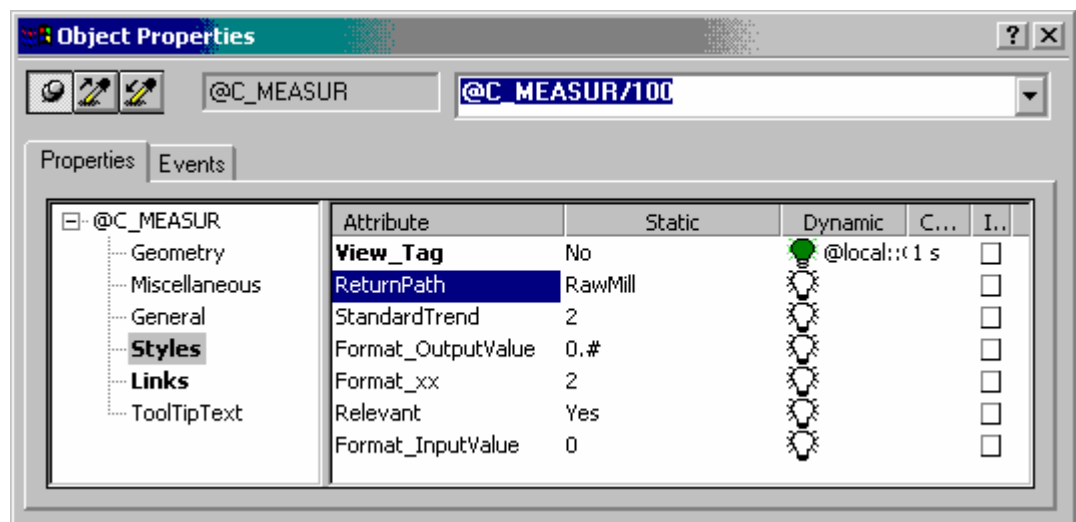 Object Properties
@C_MEASUR @C_MEASUR/100
Properties Events
@C_MEASUR
Geometry
Miscellaneous
General
Styles
Links
ToolTipText
Attribute Static Dynamic C... I..
View_Tag No @local::( 1 s
ReturnPath RawMill
StandardTrend 2
Format_OutputValue 0.#
Format_xx 2
Relevant Yes
Format_InputValue 0